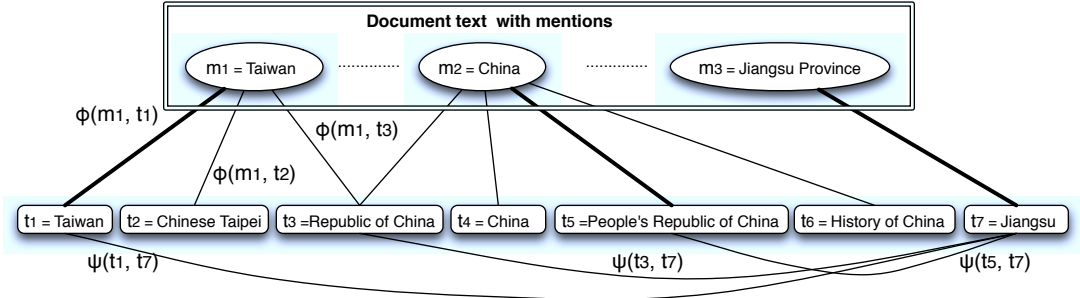 Document text with mentions
m1 = Taiwan
m2 = China
m3 = Jiangsu Province
ϕ(m1, t1)
ϕ(m1, t3)
ϕ(m1, t2)
t1 = Taiwan
t2 = Chinese Taipei
t3 =Republic of China
t4 = China
t5 =People's Republic of China
t6 = History of China
t7 = Jiangsu
ψ(t1, t7)
ψ(t3, t7)
ψ(t5, t7)